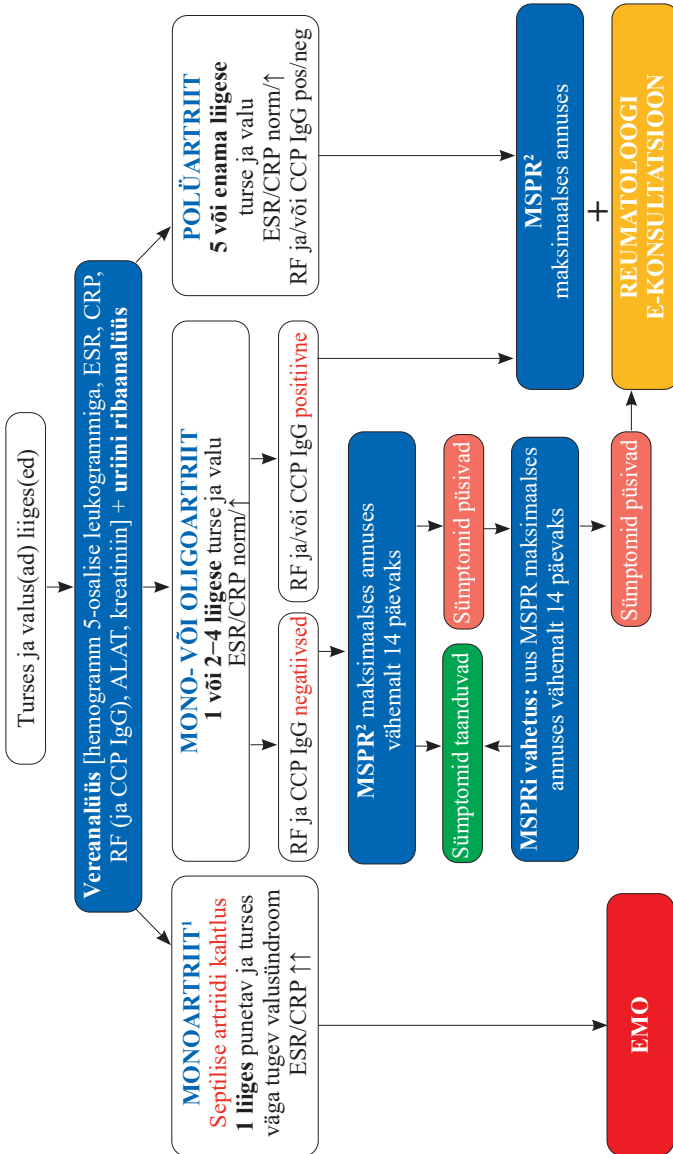 Turses ja valus(ad) liiges(ed)
Vereanalüüs [hemogramm 5-osalise leukogrammiga, ESR, CRP,
RF (ja CCP IgG), ALAT, kreatiniin] + uriini ribaanalüüs
MONOARTRIIT¹
Septilise artriidi kahtlus
1 liiges punetav ja turses
väga tugev valusündroom
ESR/CRP ↑↑
EMO
MONO- VÕI OLIGOARTRIIT
1 või 2–4 liigese turse ja valu
ESR/CRP norm/↑
RF ja CCP IgG negatiivsed
RF ja/või CCP IgG positiivne
MSPR² maksimaalses annuses
vähemalt 14 päevaks
Sümptomid taanduvad
Sümptomid püsivad
MSPRi vahetus: uus MSPR maksimaalses
annuses vähemalt 14 päevaks
Sümptomid püsivad
POLÜARTRIIT
5 või enama liigese
turse ja valu
ESR/CRP norm/↑
RF ja/või CCP IgG pos/neg
MSPR²
maksimaalses annuses
+
REUMATOLOOGI
E-KONSULTATSIOON